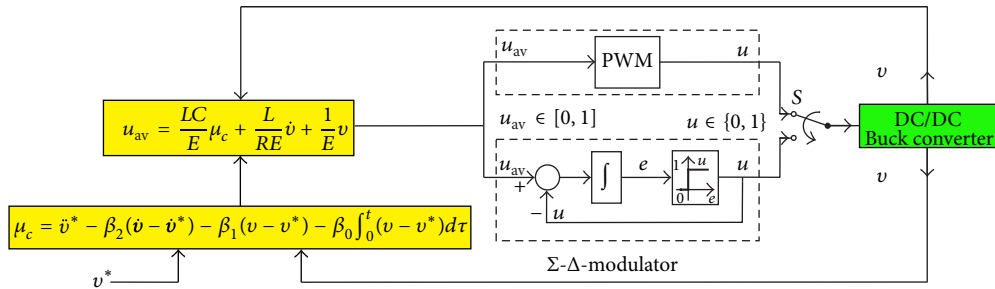 u_av PWM u
υ
S
u_av = LC/E μ_c + L/RE υ̇ + 1/E υ
u_av ∈ [0, 1] u ∈ {0, 1}
DC/DC
Buck converter
u_av + − u ∫ e 1 u 0 e u
υ
μ_c = ϋ* − β_2(υ̇ − υ̇*) − β_1(υ − υ*) − β_0 ∫_0^t (υ − υ*)dτ
Σ-Δ-modulator
υ*